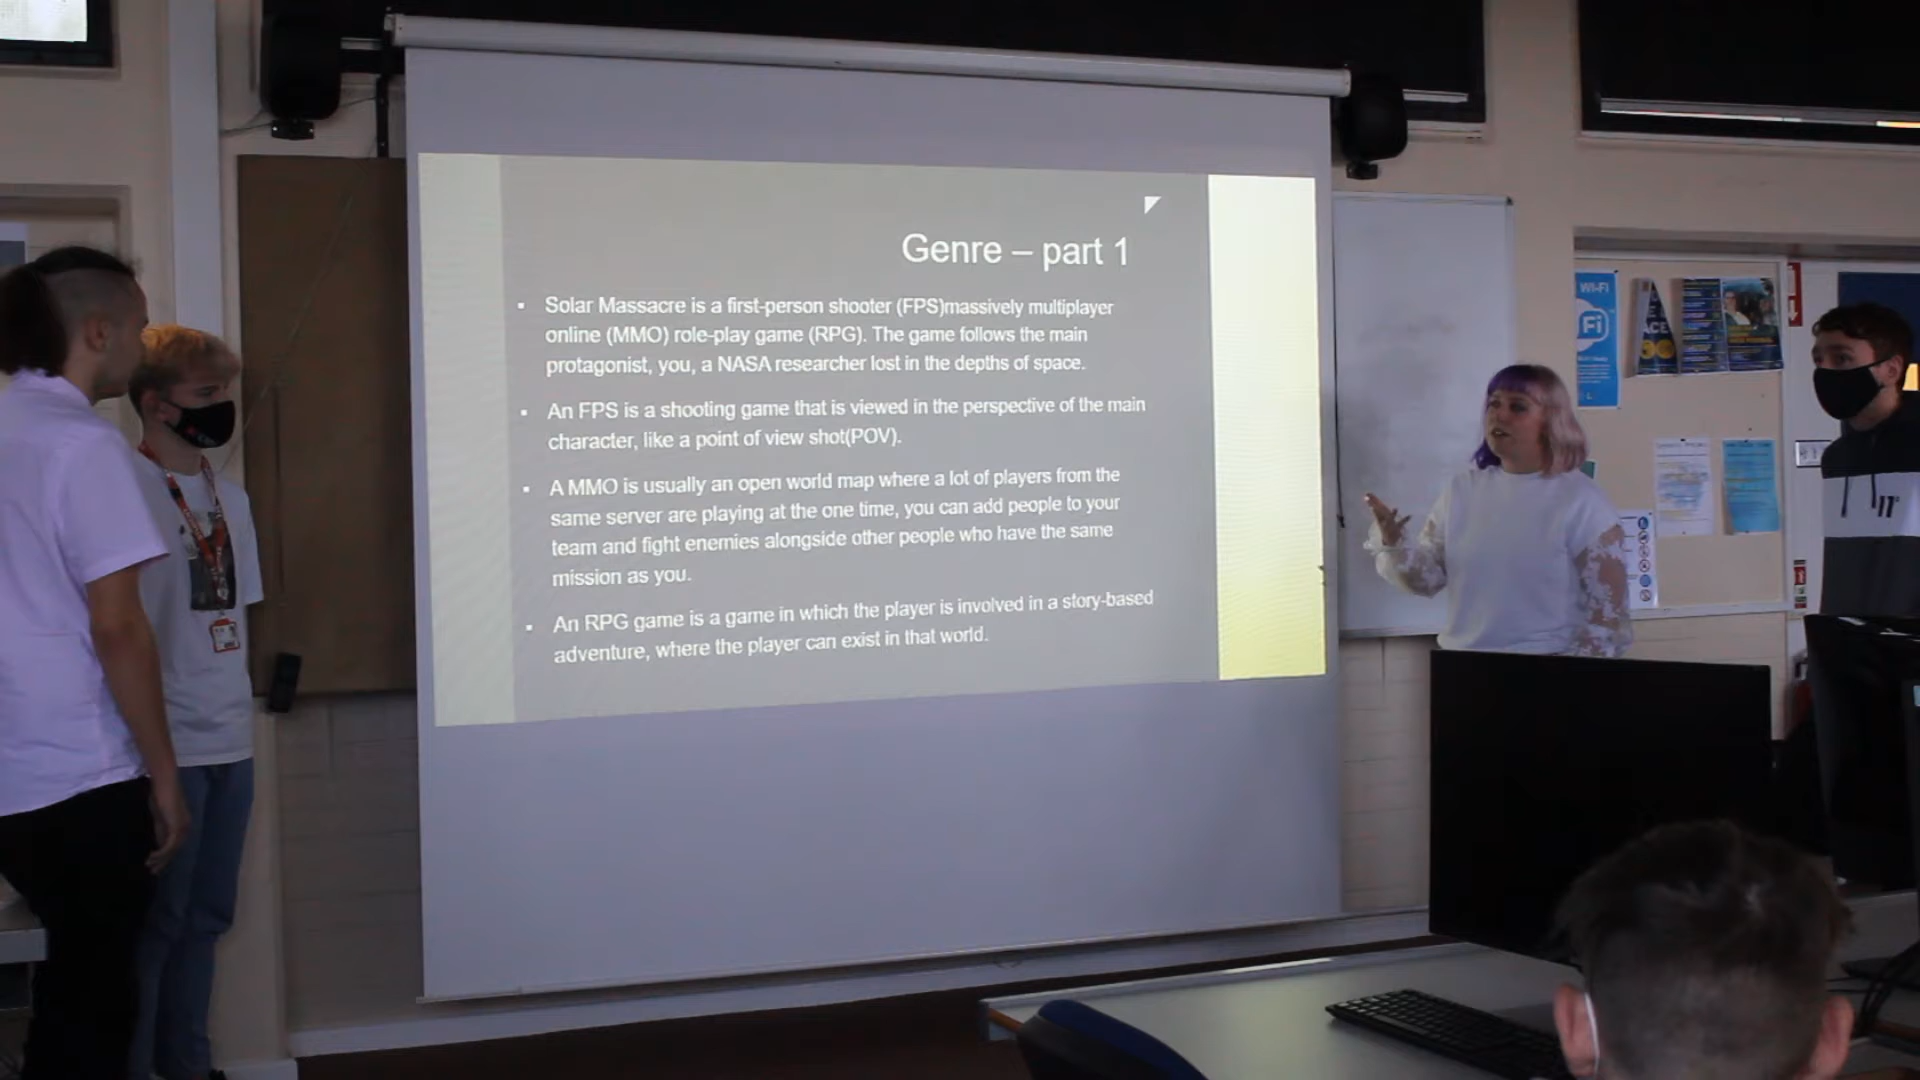 Genre – part 1
▪ Solar Massacre is a first-person shooter (FPS)massively multiplayer
online (MMO) role-play game (RPG). The game follows the main
protagonist, you, a NASA researcher lost in the depths of space.
▪ An FPS is a shooting game that is viewed in the perspective of the main
character, like a point of view shot(POV).
▪ A MMO is usually an open world map where a lot of players from the
same server are playing at the one time, you can add people to your
team and fight enemies alongside other people who have the same
mission as you.
▪ An RPG game is a game in which the player is involved in a story-based
adventure, where the player can exist in that world.
WI-FI
Fi